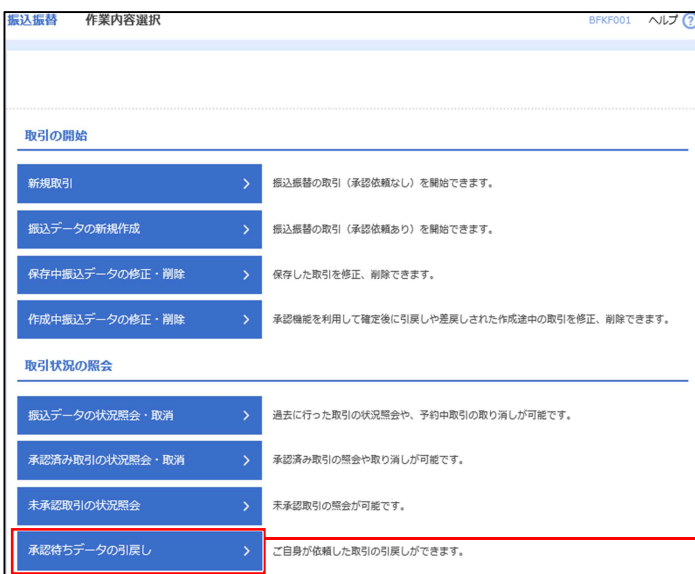 振込振替 作業内容選択 BFKF001 ヘルプ ?
取引の開始
新規取引 振込振替の取引（承認依頼なし）を開始できます。
振込データの新規作成 振込振替の取引（承認依頼あり）を開始できます。
保存中振込データの修正・削除 保存した取引を修正、削除できます。
作成中振込データの修正・削除 承認機能を利用して確定後に引戻しや差戻しされた作成途中の取引を修正、削除できます。
取引状況の照会
振込データの状況照会・取消 過去に行った取引の状況照会や、予約中取引の取り消しが可能です。
承認済み取引の状況照会・取消 承認済み取引の照会や取り消しが可能です。
未承認取引の状況照会 未承認取引の照会が可能です。
承認待ちデータの引戻し ご自身が依頼した取引の引戻しができます。